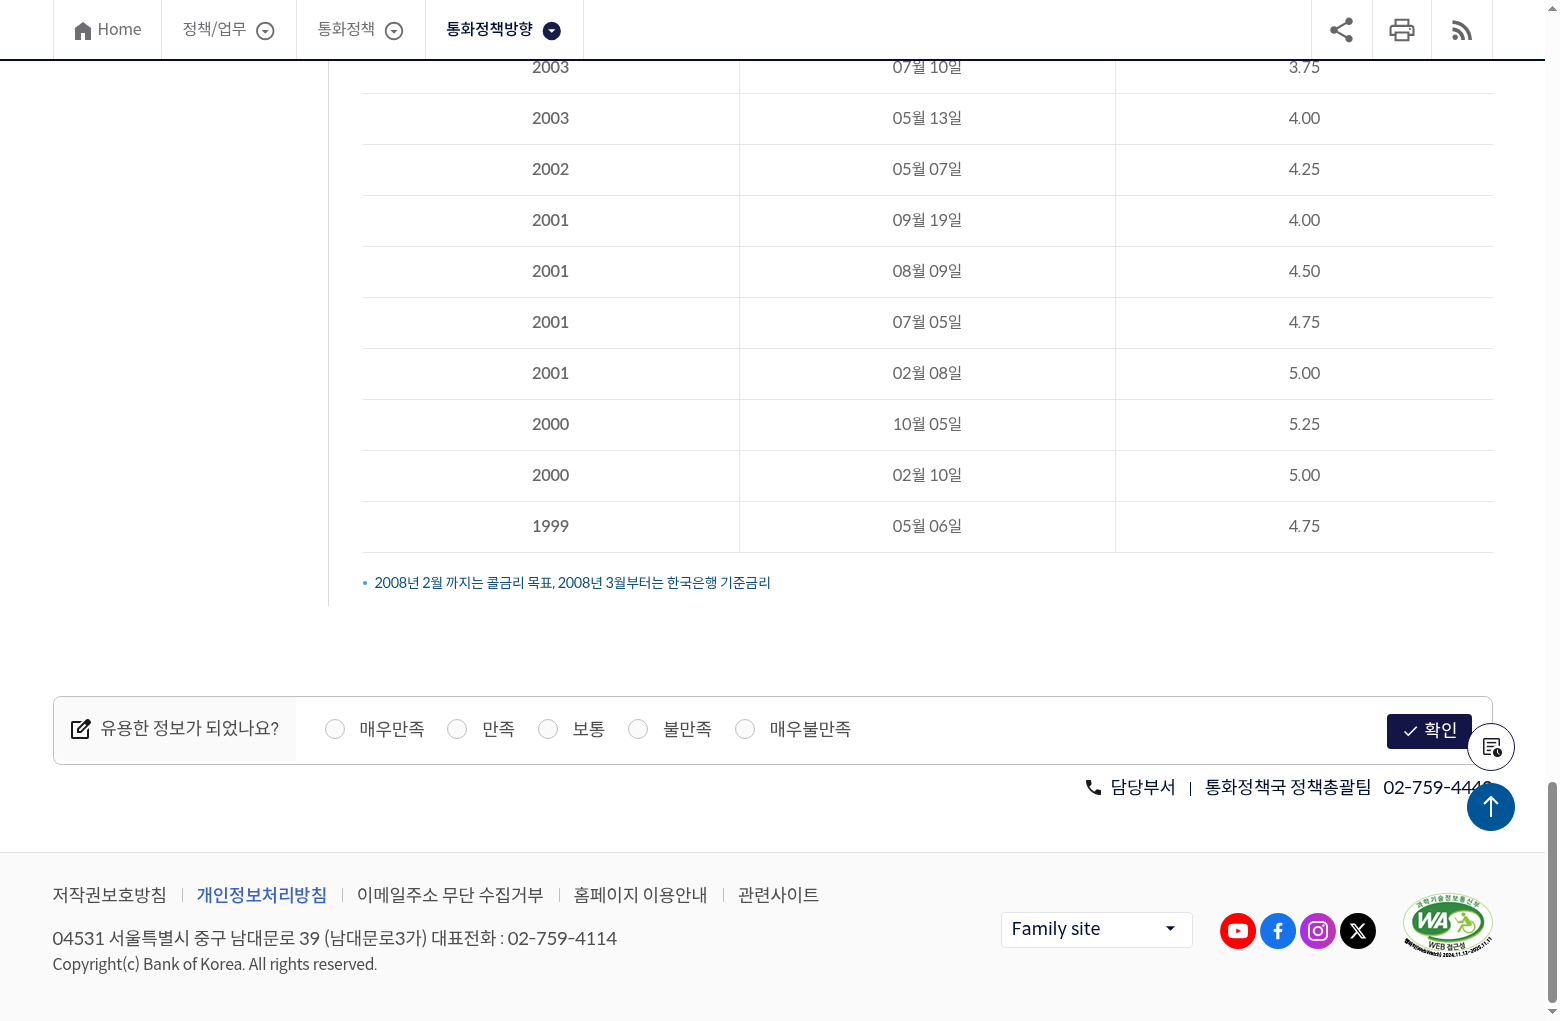 Home 정책/업무 통화정책 통화정책방향
2003 07월 10일 3.75
2003 05월 13일 4.00
2002 05월 07일 4.25
2001 09월 19일 4.00
2001 08월 09일 4.50
2001 07월 05일 4.75
2001 02월 08일 5.00
2000 10월 05일 5.25
2000 02월 10일 5.00
1999 05월 06일 4.75
2008년 2월 까지는 콜금리 목표, 2008년 3월부터는 한국은행 기준금리
유용한 정보가 되었나요? 매우만족 만족 보통 불만족 매우불만족 확인
담당부서 통화정책국 정책총괄팀
저작권보호방침 개인정보처리방침 이메일주소 무단 수집거부 홈페이지 이용안내 관련사이트
04531 서울특별시 중구 남대문로 39 (남대문로3가) 대표전화 : 02-759-4114
Copyright(c) Bank of Korea. All rights reserved.
Family site
과학기술정보통신부
WA
WEB 접근성